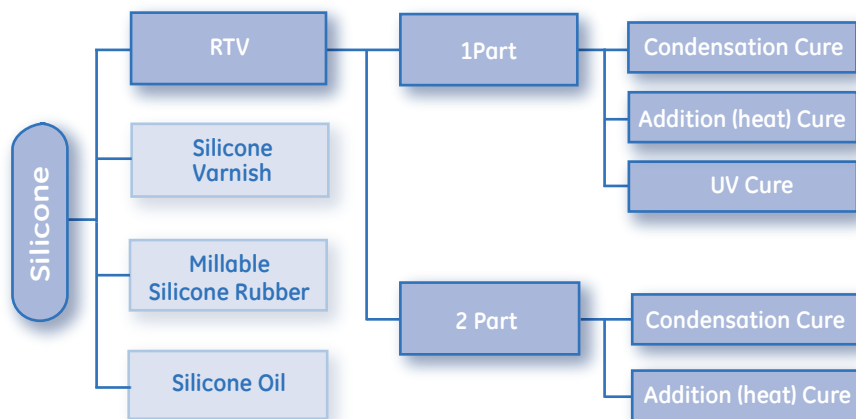 Silicone
RTV
Silicone
Varnish
Millable
Silicone Rubber
Silicone Oil
1Part
2 Part
Condensation Cure
Addition (heat) Cure
UV Cure
Condensation Cure
Addition (heat) Cure